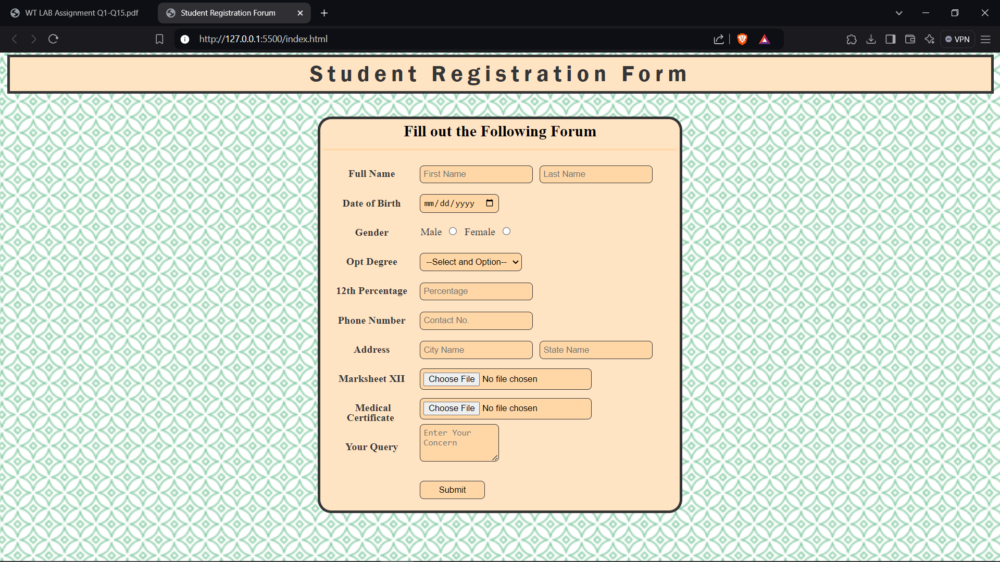 WT LAB Assignment Q1-Q15.pdf
Student Registration Forum
http://127.0.0.1:5500/index.html
VPN
Student Registration Form
Fill out the Following Forum
Full Name First Name Last Name
Date of Birth mm/dd/yyyy
Gender Male Female
Opt Degree --Select and Option--
12th Percentage Percentage
Phone Number Contact No.
Address City Name State Name
Marksheet XII Choose File No file chosen
Medical
Certificate
Choose File No file chosen
Your Query
Enter Your
Concern
Submit